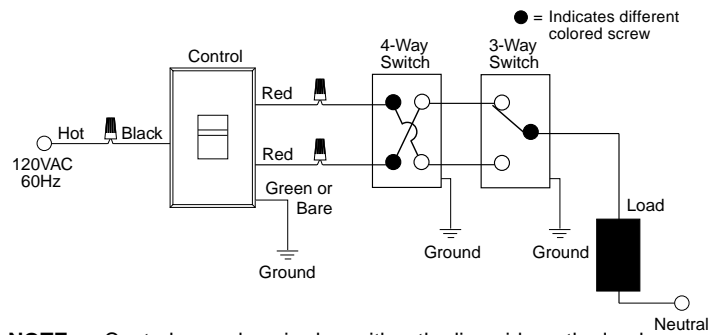 = Indicates different
colored screw
4-Way
Switch
3-Way
Switch
Control
Red
Hot
Black
120VAC
60Hz
Red
Green or
Bare
Ground
Ground
Ground
Load
Neutral